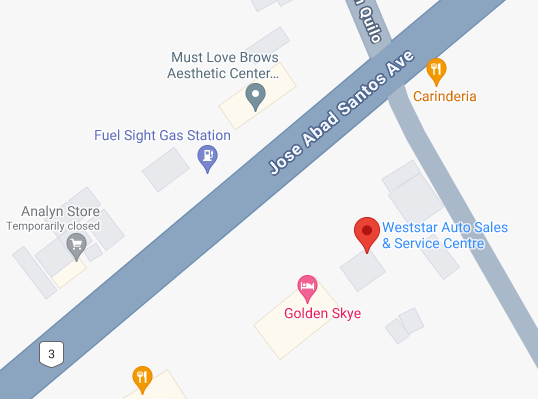 n Quilo
Must Love Brows
Aesthetic Center...
Jose Abad Santos Ave
Carinderia
Fuel Sight Gas Station
Analyn Store
Temporarily closed
Weststar Auto Sales
& Service Centre
Golden Skye
3